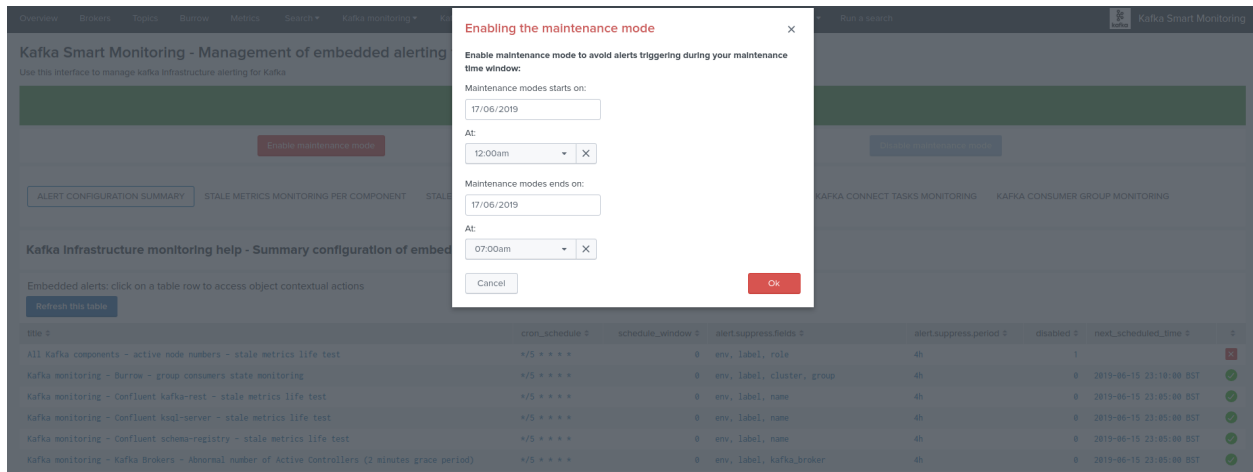 Overview Brokers Topics Burrow Metrics Search Kafka monitoring Run a search Kafka Smart Monitoring
Kafka Smart Monitoring - Management of embedded alerting
Use this interface to manage kafka infrastructure alerting for Kafka
Enabling the maintenance mode
Enable maintenance mode to avoid alerts triggering during your maintenance
time window:
Maintenance modes starts on:
17/06/2019
At:
12:00am
Maintenance modes ends on:
17/06/2019
At:
07:00am
Cancel Ok
Enable maintenance mode
ALERT CONFIGURATION SUMMARY STALE METRICS MONITORING PER COMPONENT STALE KAFKA CONNECT TASKS MONITORING KAFKA CONSUMER GROUP MONITORING
Kafka infrastructure monitoring help - Summary configuration of embed
Embedded alerts: click on a table row to access object contextual actions
Refresh this table
title cron_schedule schedule_window alert.suppress.fields alert.suppress.period disabled next_scheduled_time
All Kafka components - active node numbers - stale metrics life test */5 * * * * 0 env, label, role 4h 1
Kafka monitoring - Burrow - group consumers state monitoring */5 * * * * 0 env, label, cluster, group 4h 0 2019-06-15 23:10:00 BST
Kafka monitoring - Confluent kafka-rest - stale metrics life test */5 * * * * 0 env, label, name 4h 0 2019-06-15 23:05:00 BST
Kafka monitoring - Confluent ksql-server - stale metrics life test */5 * * * * 0 env, label, name 4h 0 2019-06-15 23:05:00 BST
Kafka monitoring - Confluent schema-registry - stale metrics life test */5 * * * * 0 env, label, name 4h 0 2019-06-15 23:05:00 BST
Kafka monitoring - Kafka Brokers - Abnormal number of Active Controllers (2 minutes grace period) */5 * * * * 0 env, label, kafka_broker 4h 0 2019-06-15 23:05:00 BST